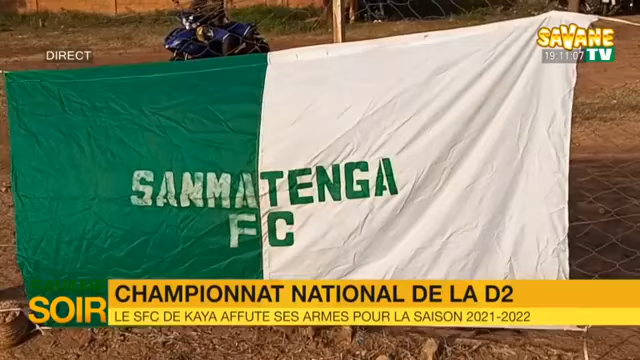 DIRECT
SAVANE
19:11:07 TV
SANMATENGA
FC
SOIR
CHAMPIONNAT NATIONAL DE LA D2
LE SFC DE KAYA AFFUTE SES ARMES POUR LA SAISON 2021-2022